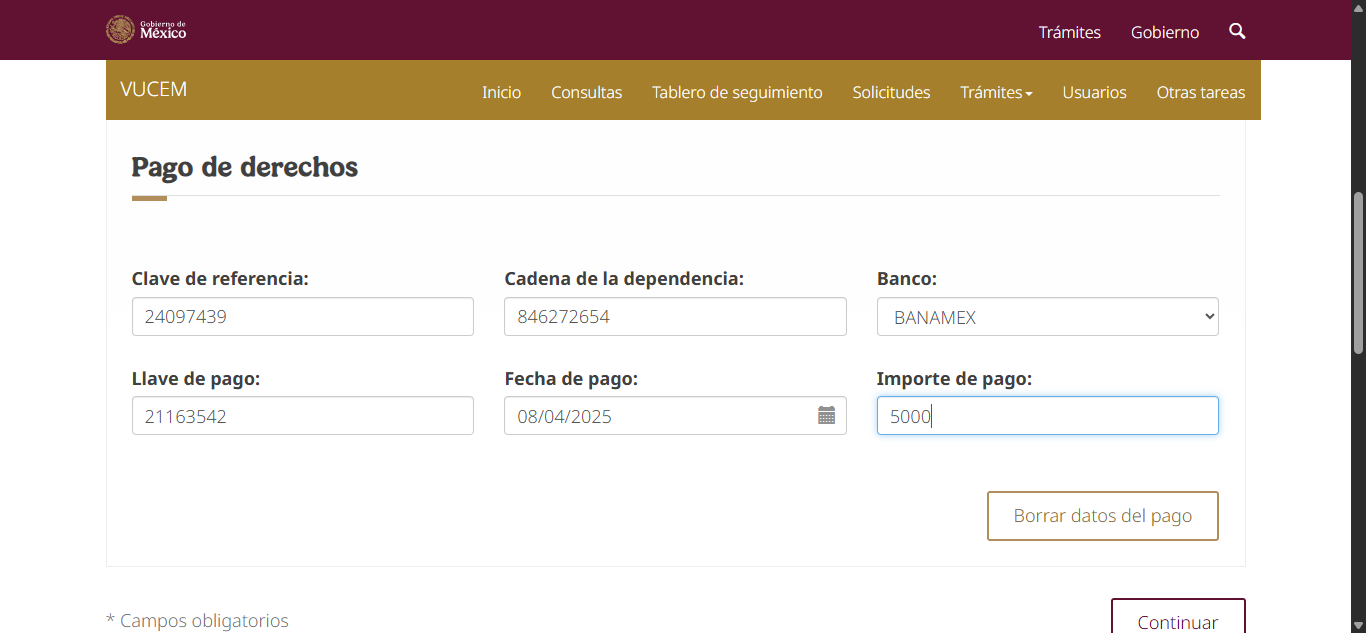 Gobierno de
México
Trámites
Gobierno
VUCEM
Inicio
Consultas
Tablero de seguimiento
Solicitudes
Trámites
Usuarios
Otras tareas
Pago de derechos
Clave de referencia:
Cadena de la dependencia:
Banco:
24097439
846272654
BANAMEX
Llave de pago:
Fecha de pago:
Importe de pago:
21163542
08/04/2025
5000
Borrar datos del pago
* Campos obligatorios
Continuar